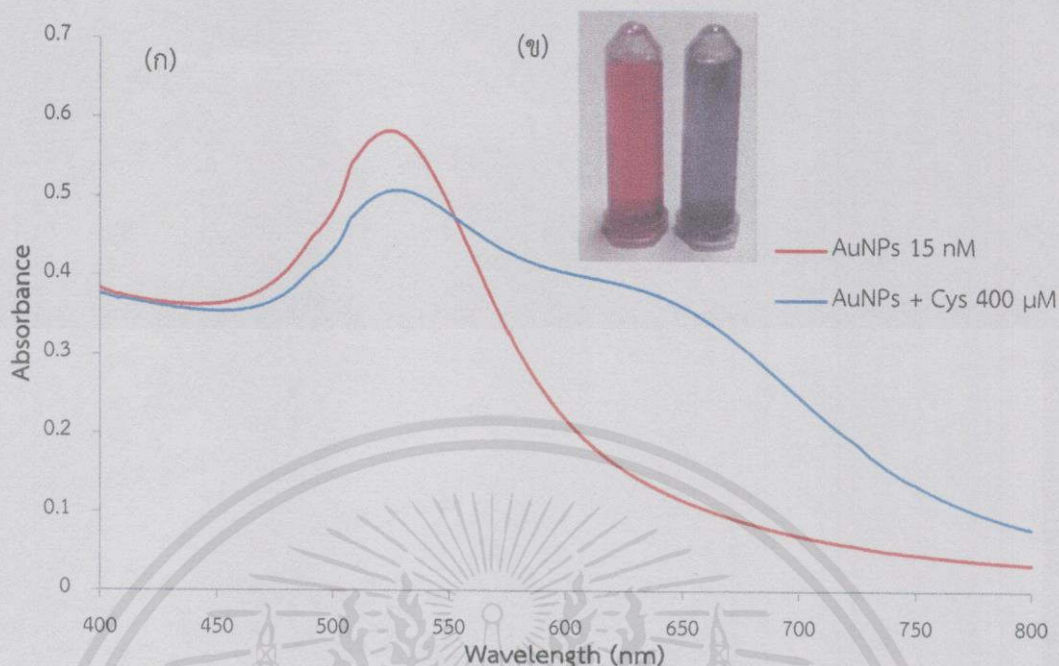 (ก)
(ข)
0.7
0.6
0.5
0.4
0.3
0.2
0.1
0
Absorbance
AuNPs 15 nM
AuNPs + Cys 400 µM
400 450 500 550 600 650 700 750 800
Wavelength (nm)